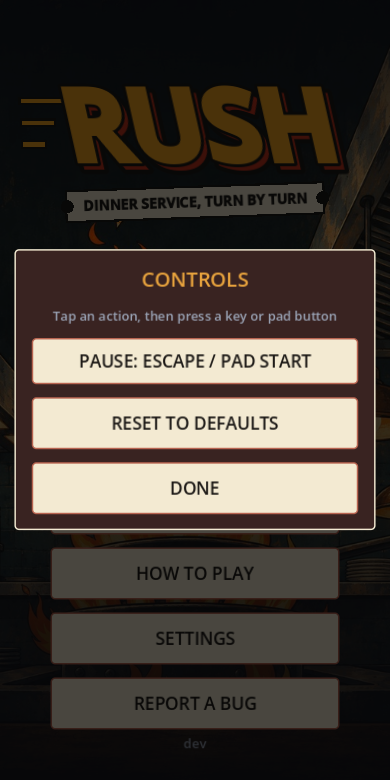 RUSH
DINNER SERVICE, TURN BY TURN
CONTROLS
Tap an action, then press a key or pad button
PAUSE: ESCAPE / PAD START
RESET TO DEFAULTS
DONE
HOW TO PLAY
SETTINGS
REPORT A BUG
dev